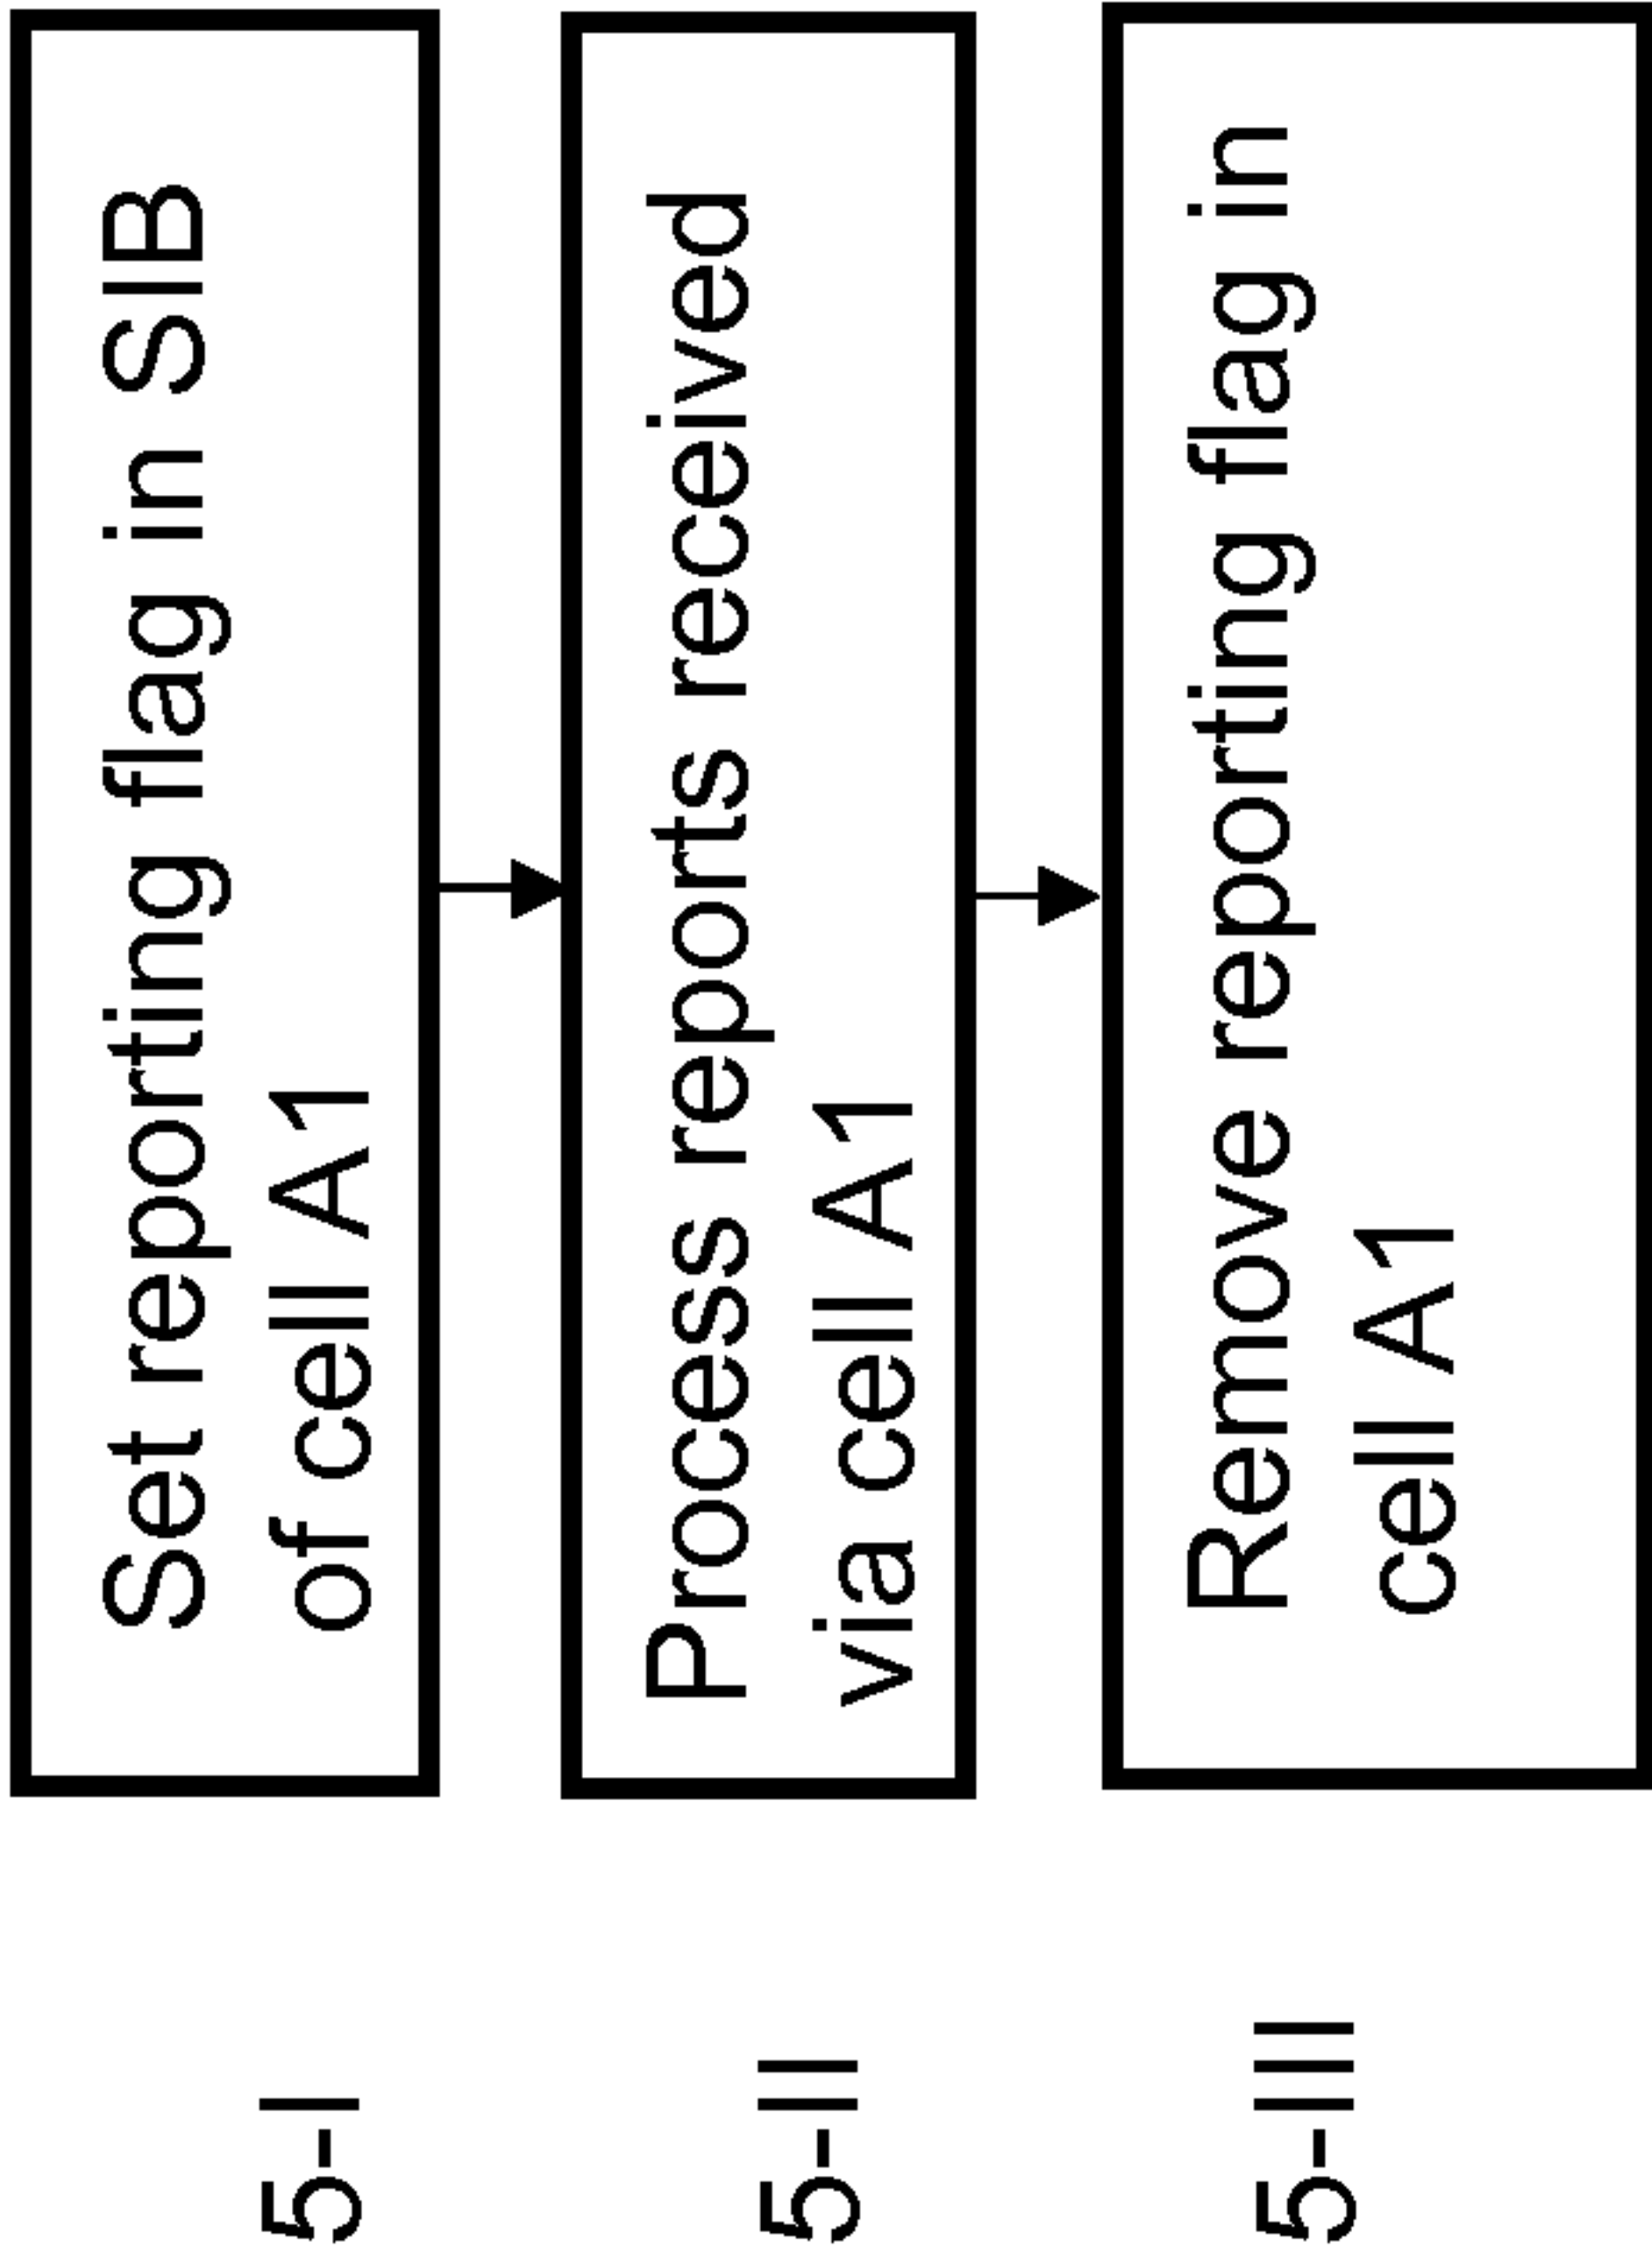 5-I
Set reporting flag in SIB
of cell A1
5-II
Process reports received
via cell A1
5-III
Remove reporting flag in
cell A1